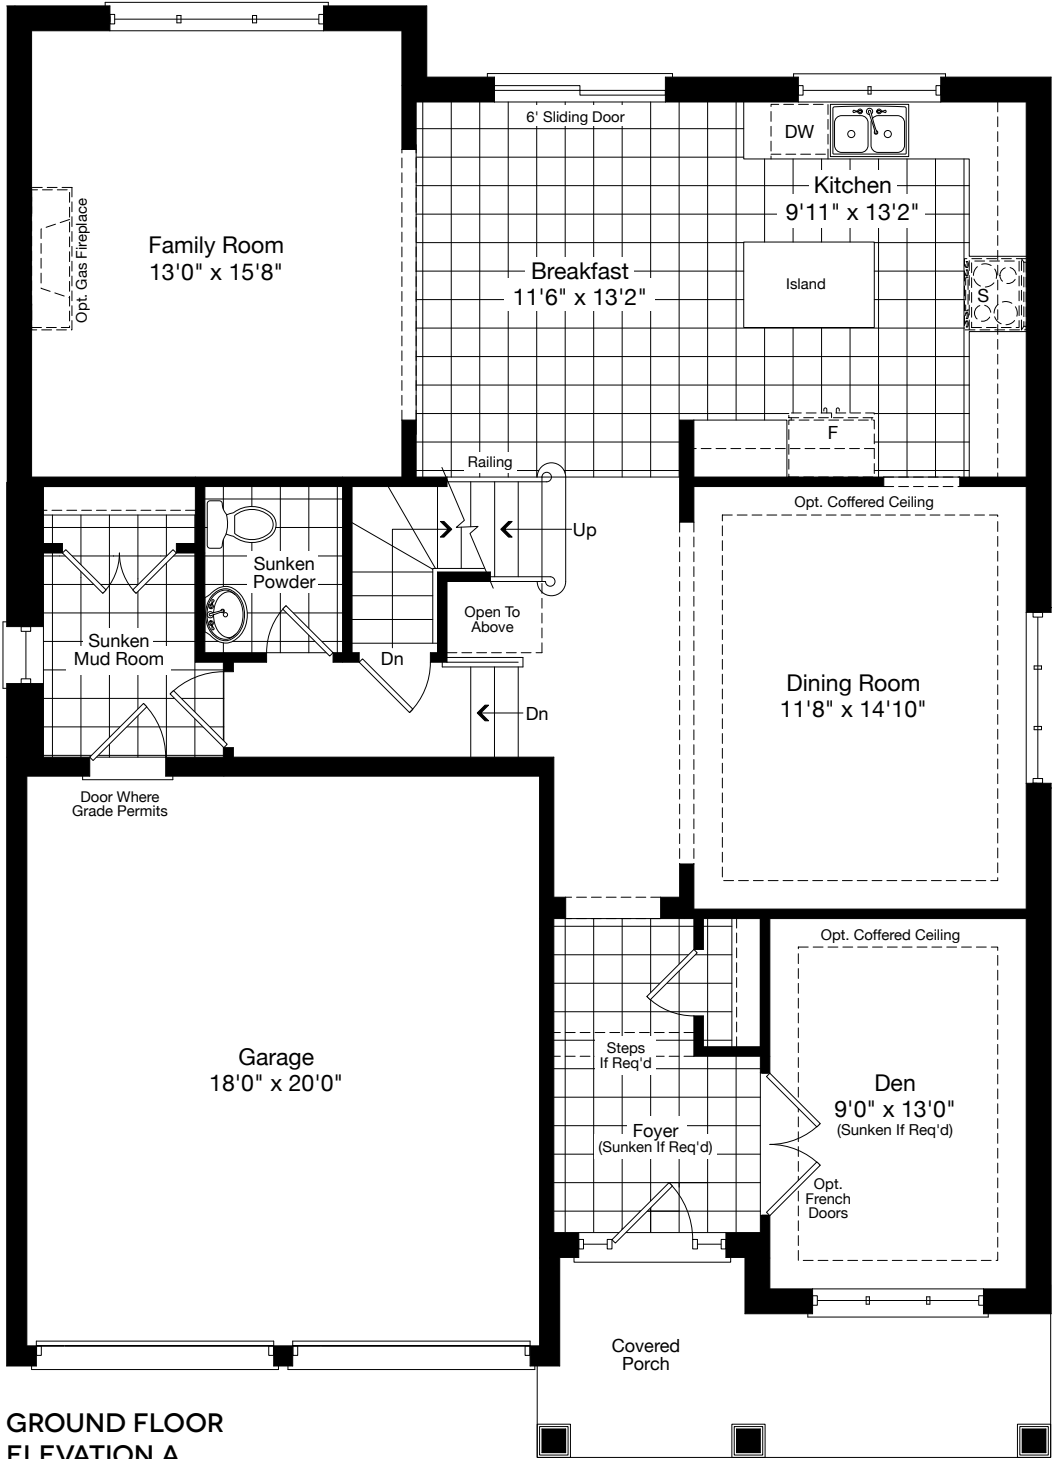 6' Sliding Door
DW
Kitchen
9'11" x 13'2"
Opt. Gas Fireplace
Family Room
13'0" x 15'8"
Breakfast
11'6" x 13'2"
Island
S
F
Railing
Opt. Coffered Ceiling
Up
Sunken
Powder
Open To
Above
Sunken
Mud Room
Dn
Dining Room
11'8" x 14'10"
Dn
Door Where
Grade Permits
Opt. Coffered Ceiling
Garage
18'0" x 20'0"
Steps
If Req'd
Den
9'0" x 13'0"
(Sunken If Req'd)
Foyer
(Sunken If Req'd)
Opt.
French
Doors
Covered
Porch
GROUND FLOOR
ELEVATION A